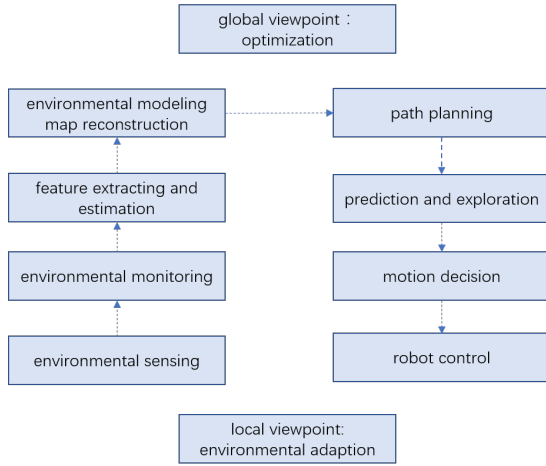 global viewpoint：
optimization
environmental modeling
map reconstruction
path planning
feature extracting and
estimation
prediction and exploration
environmental monitoring
motion decision
environmental sensing
robot control
local viewpoint:
environmental adaption